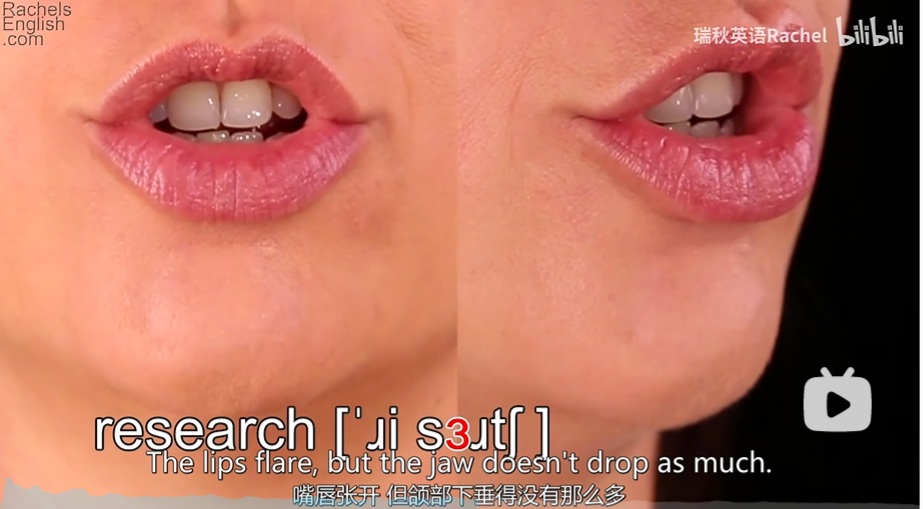 Rachels
English
.com
瑞秋英语Rachel bilibili
research [ˈɹi sɜɹtʃ ]
The lips flare, but the jaw doesn't drop as much.
嘴唇张开 但颌部下垂得没有那么多